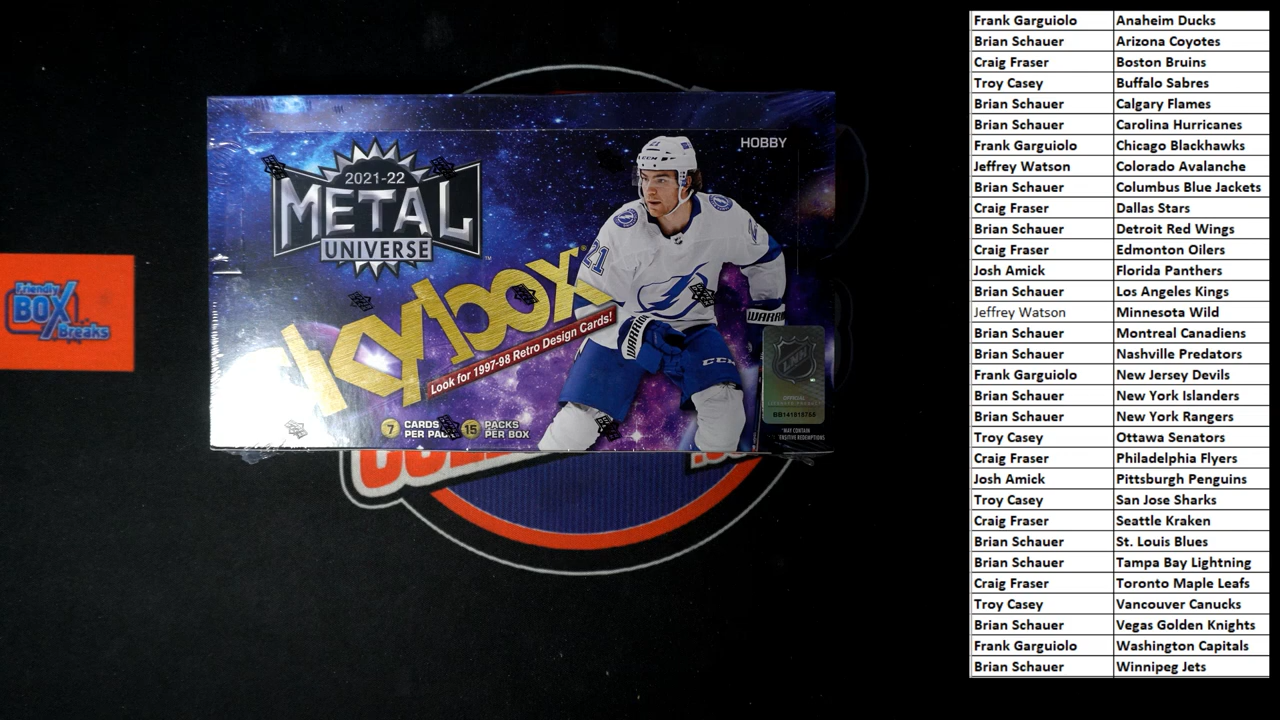 Friendly
BOX
Breaks
HOBBY
2021-22
METAL
UNIVERSE
skybox
Look for 1997-98 Retro Design Cards!
7 CARDS PER PACK
15 PACKS PER BOX
21
WARRIOR
CCM
NHL
OFFICIAL
Frank Garguiolo Anaheim Ducks
Brian Schauer Arizona Coyotes
Craig Fraser Boston Bruins
Troy Casey Buffalo Sabres
Brian Schauer Calgary Flames
Brian Schauer Carolina Hurricanes
Frank Garguiolo Chicago Blackhawks
Jeffrey Watson Colorado Avalanche
Brian Schauer Columbus Blue Jackets
Craig Fraser Dallas Stars
Brian Schauer Detroit Red Wings
Craig Fraser Edmonton Oilers
Josh Amick Florida Panthers
Brian Schauer Los Angeles Kings
Jeffrey Watson Minnesota Wild
Brian Schauer Montreal Canadiens
Brian Schauer Nashville Predators
Frank Garguiolo New Jersey Devils
Brian Schauer New York Islanders
Brian Schauer New York Rangers
Troy Casey Ottawa Senators
Craig Fraser Philadelphia Flyers
Josh Amick Pittsburgh Penguins
Troy Casey San Jose Sharks
Craig Fraser Seattle Kraken
Brian Schauer St. Louis Blues
Brian Schauer Tampa Bay Lightning
Craig Fraser Toronto Maple Leafs
Troy Casey Vancouver Canucks
Brian Schauer Vegas Golden Knights
Frank Garguiolo Washington Capitals
Brian Schauer Winnipeg Jets